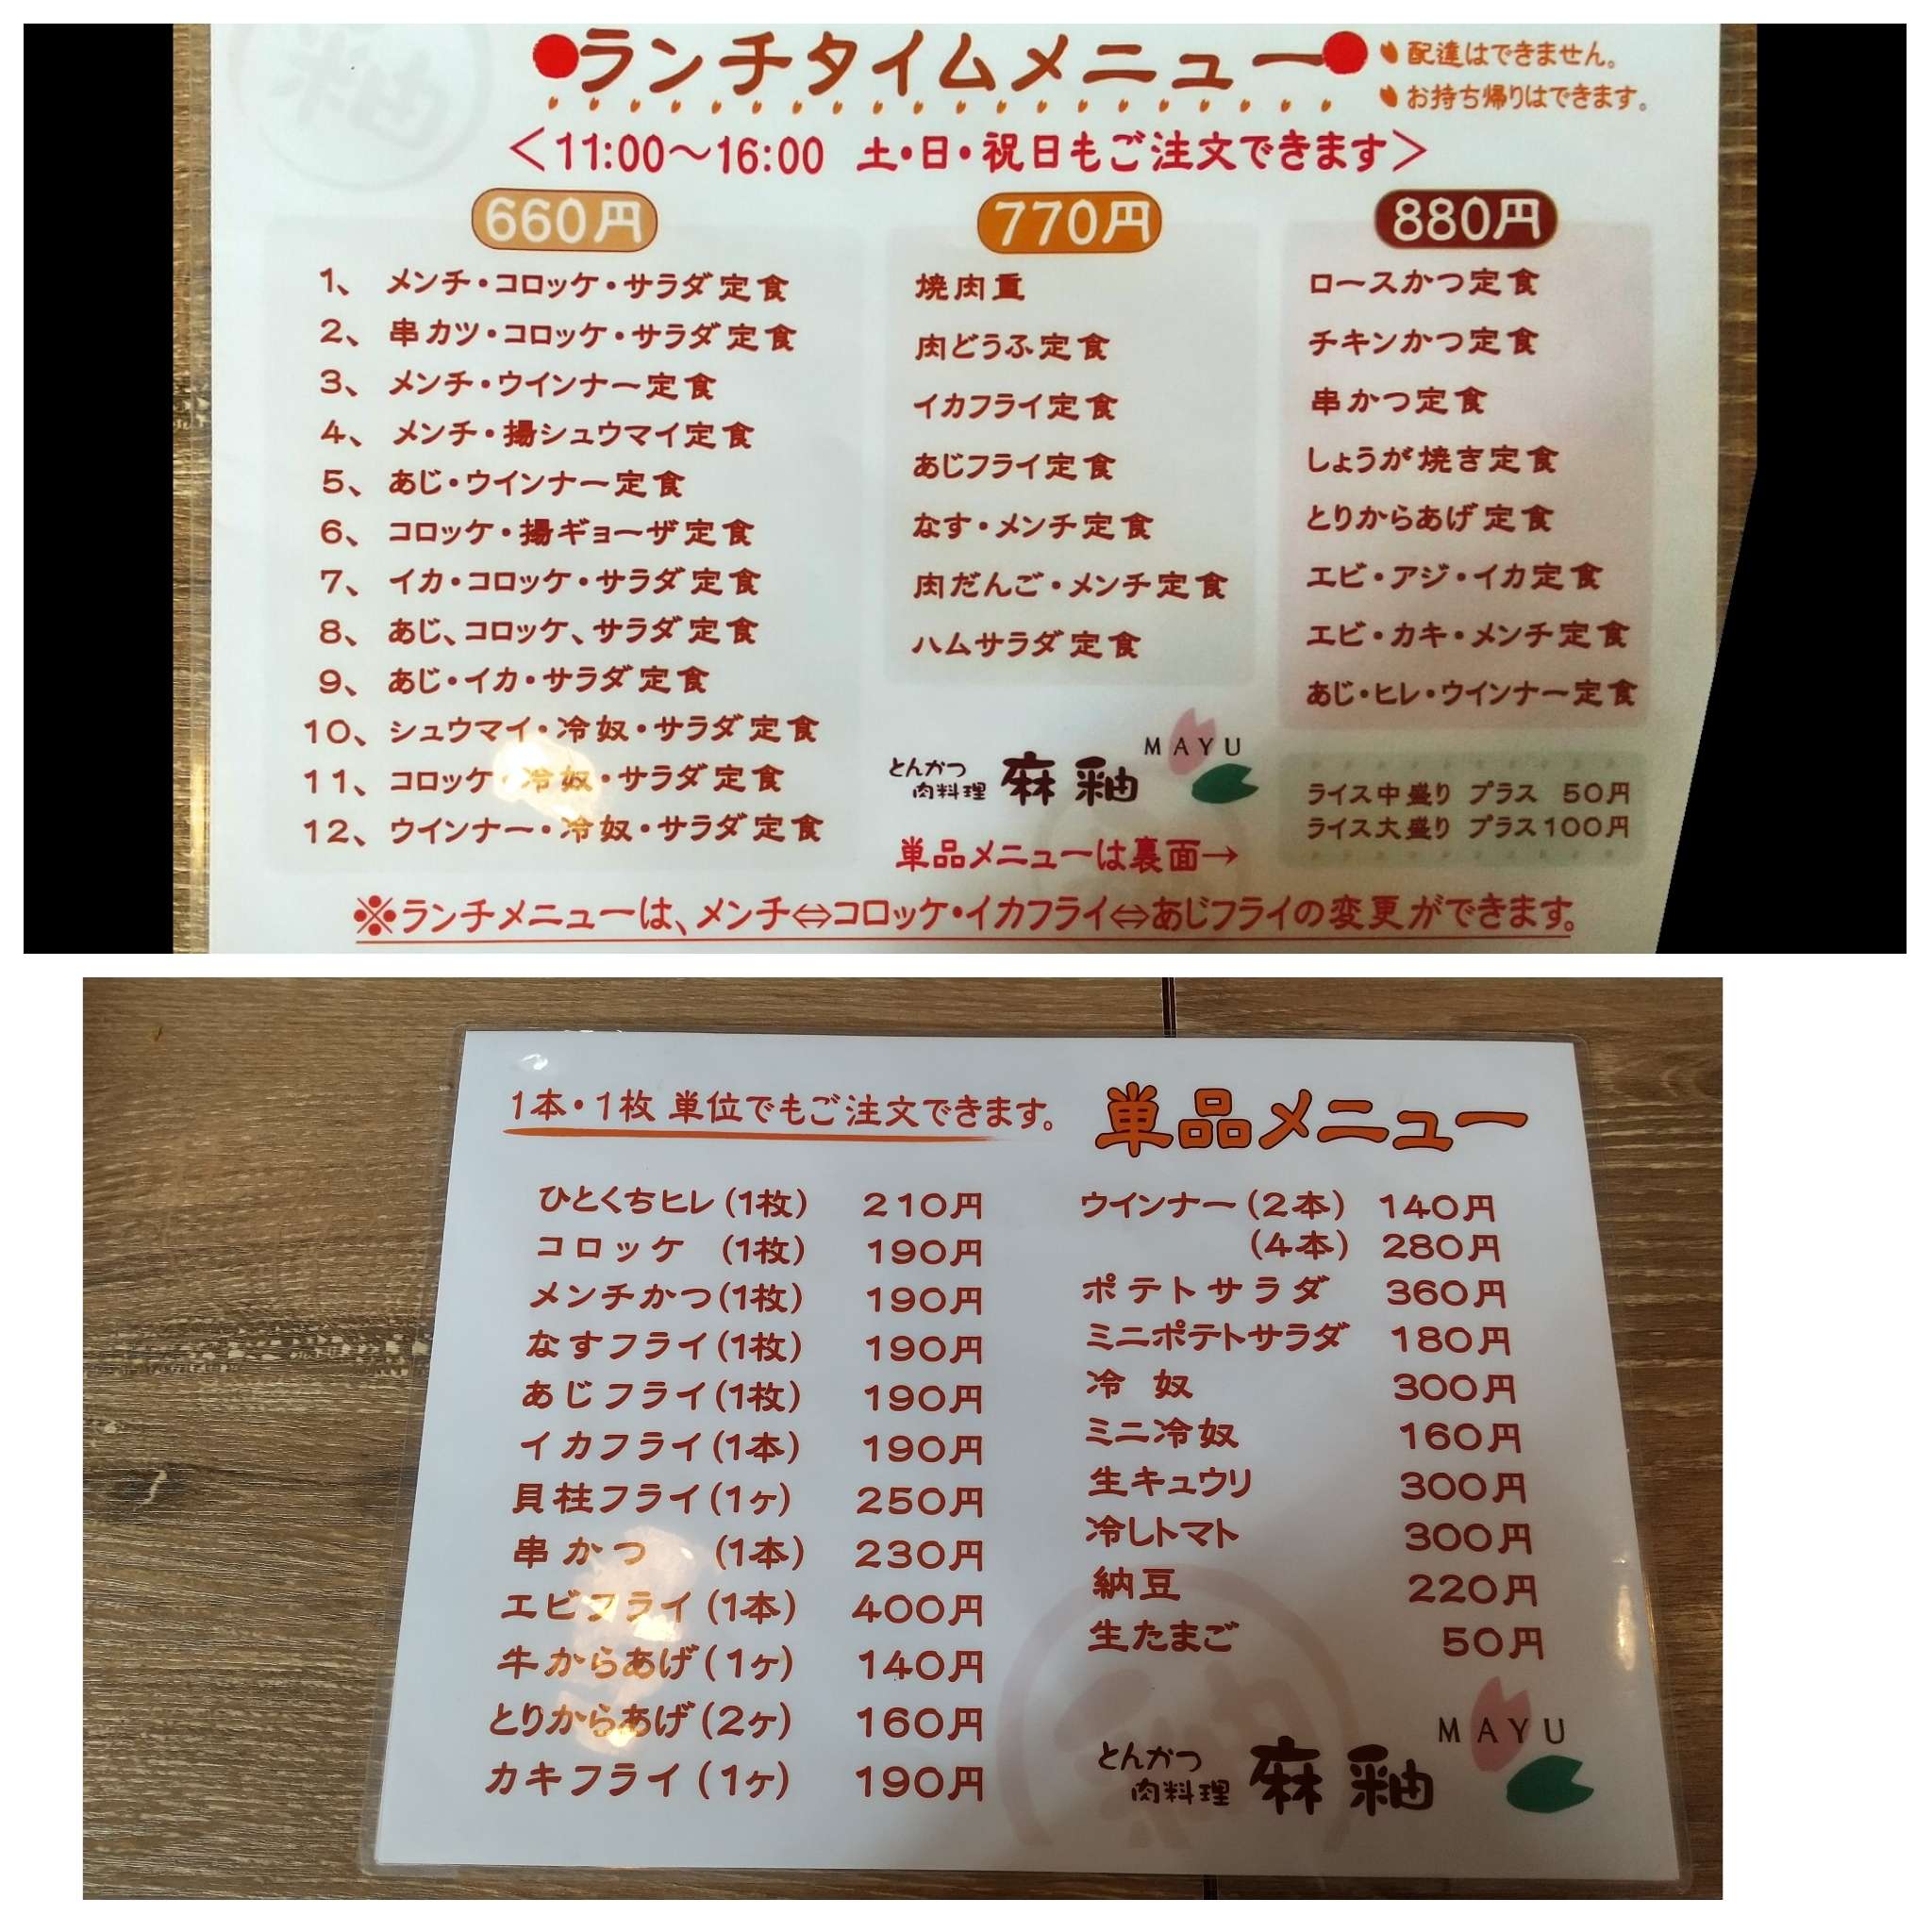 ランチタイムメニュー
配達はできません。
お持ち帰りはできます。
<11:00～16:00 土・日・祝日もご注文できます>
660円
1、メンチ・コロッケ・サラダ定食
2、串カツ・コロッケ・サラダ定食
3、メンチ・ウインナー定食
4、メンチ・揚シュウマイ定食
5、あじ・ウインナー定食
6、コロッケ・揚ギョーザ定食
7、イカ・コロッケ・サラダ定食
8、あじ、コロッケ、サラダ定食
9、あじ・イカ・サラダ定食
10、シュウマイ・冷奴・サラダ定食
11、コロッケ・冷奴・サラダ定食
12、ウインナー・冷奴・サラダ定食
770円
焼肉重
肉どうふ定食
イカフライ定食
あじフライ定食
なす・メンチ定食
肉だんご・メンチ定食
ハムサラダ定食
880円
ロースかつ定食
チキンかつ定食
串かつ定食
しょうが焼き定食
とりからあげ定食
エビ・アジ・イカ定食
エビ・カキ・メンチ定食
あじ・ヒレ・ウインナー定食
とんかつ
肉料理 麻釉 MAYU
単品メニューは裏面→
ライス中盛り プラス 50円
ライス大盛り プラス100円
※ランチメニューは、メンチ⇔コロッケ・イカフライ⇔あじフライの変更ができます。
1本・1枚 単位でもご注文できます。
単品メニュー
ひとくちヒレ(1枚) 210円
コロッケ (1枚) 190円
メンチかつ(1枚) 190円
なすフライ(1枚) 190円
あじフライ(1枚) 190円
イカフライ(1本) 190円
貝柱フライ(1ヶ) 250円
串かつ (1本) 230円
エビフライ(1本) 400円
牛からあげ(1ヶ) 140円
とりからあげ(2ヶ) 160円
カキフライ(1ヶ) 190円
ウインナー(2本) 140円
(4本) 280円
ポテトサラダ 360円
ミニポテトサラダ 180円
冷奴 300円
ミニ冷奴 160円
生キュウリ 300円
冷しトマト 300円
納豆 220円
生たまご 50円
とんかつ
肉料理 麻釉 MAYU